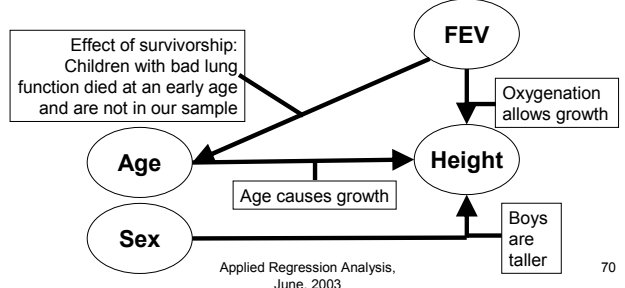 Effect of survivorship:
Children with bad lung
function died at an early age
and are not in our sample
FEV
Oxygenation
allows growth
Age
Height
Age causes growth
Sex
Boys
are
taller
Applied Regression Analysis,
June, 2003
70